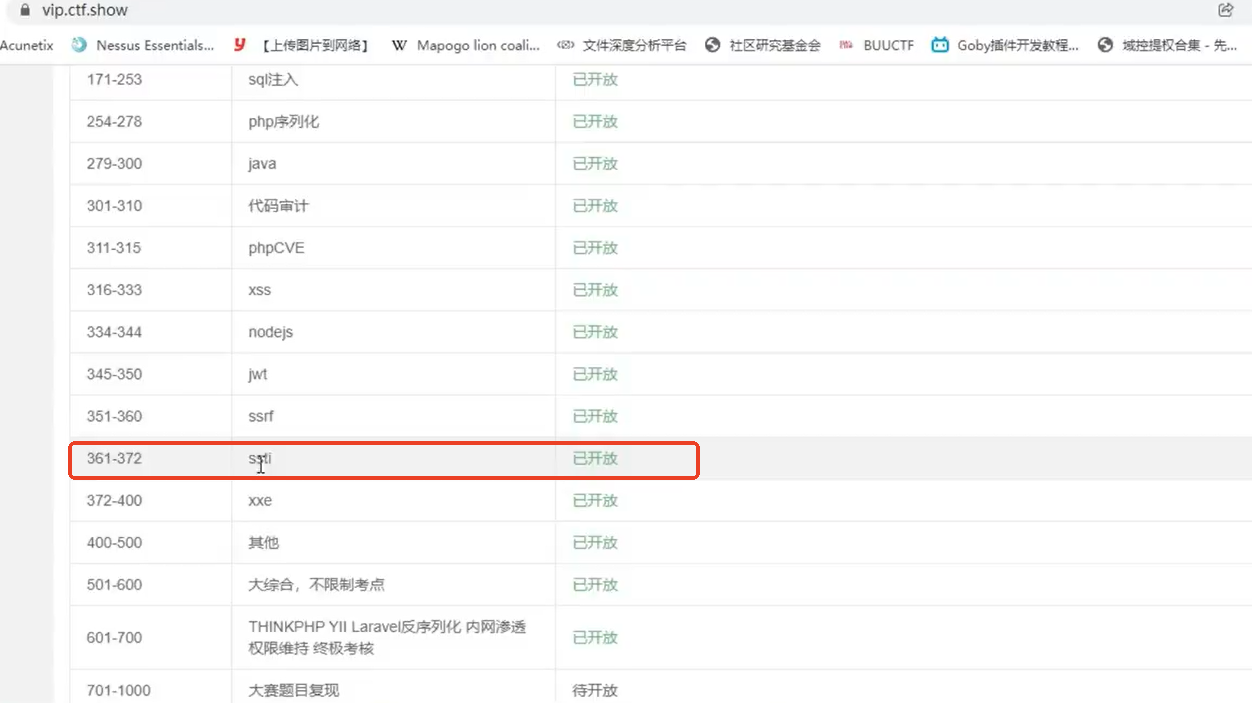 vip.ctf.show
Acunetix Nessus Essentials... 【上传图片到网络】 Mapogo lion coali... 文件深度分析平台 社区研究基金会 BUUCTF Goby插件开发教程... 域控提权合集 - 先...
171-253 sql注入 已开放
254-278 php序列化 已开放
279-300 java 已开放
301-310 代码审计 已开放
311-315 phpCVE 已开放
316-333 xss 已开放
334-344 nodejs 已开放
345-350 jwt 已开放
351-360 ssrf 已开放
361-372 ssti 已开放
372-400 xxe 已开放
400-500 其他 已开放
501-600 大综合，不限制考点 已开放
601-700 THINKPHP YII Laravel反序列化 内网渗透 已开放
权限维持 终极考核
701-1000 大赛题目复现 待开放